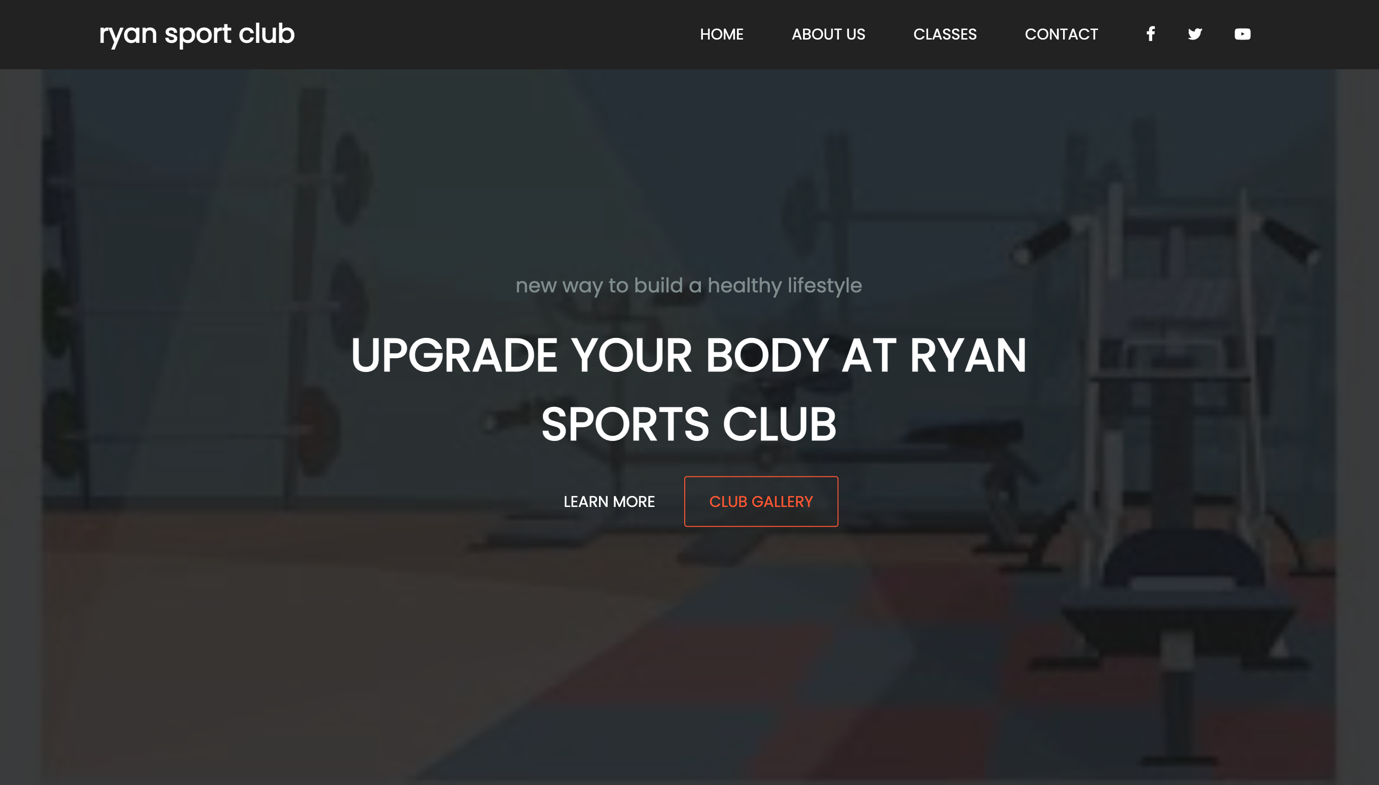 ryan sport club
HOME ABOUT US CLASSES CONTACT
new way to build a healthy lifestyle
UPGRADE YOUR BODY AT RYAN
SPORTS CLUB
LEARN MORE CLUB GALLERY